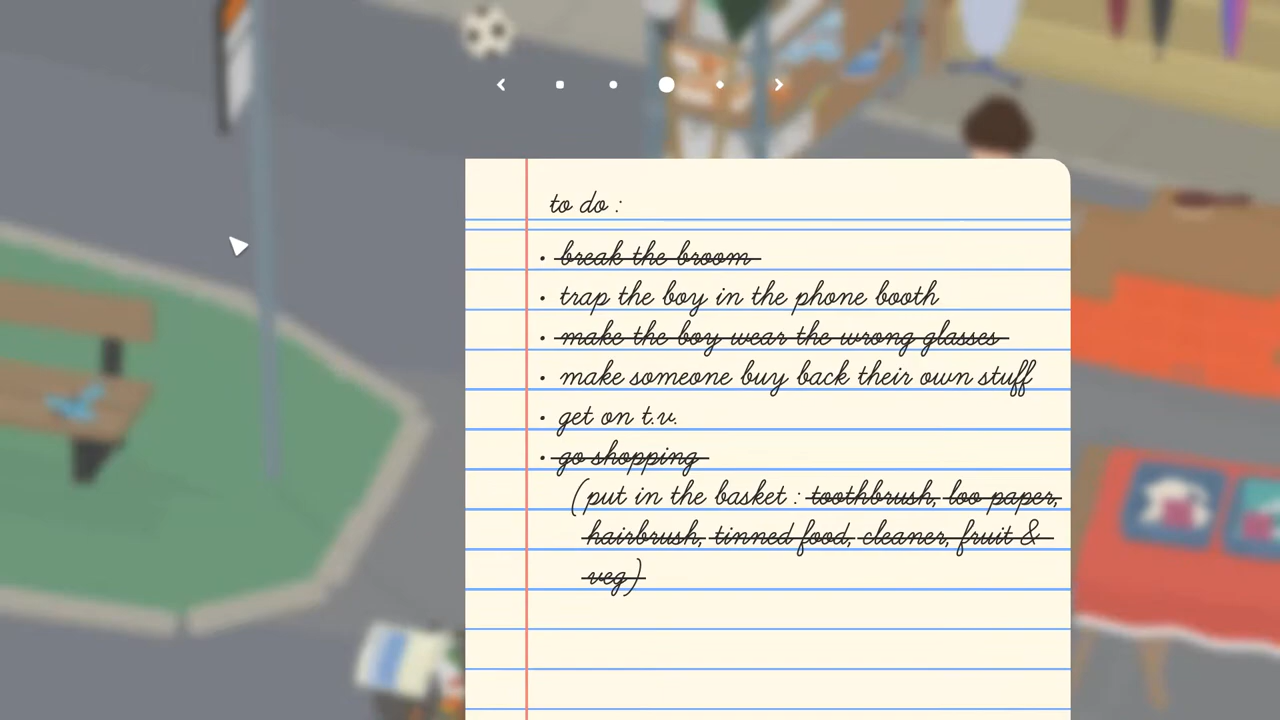 to do :
• break the broom
• trap the boy in the phone booth
• make the boy wear the wrong glasses
• make someone buy back their own stuff
• get on t.v.
• go shopping
(put in the basket : toothbrush, loo paper,
hairbrush, tinned food, cleaner, fruit &
veg)